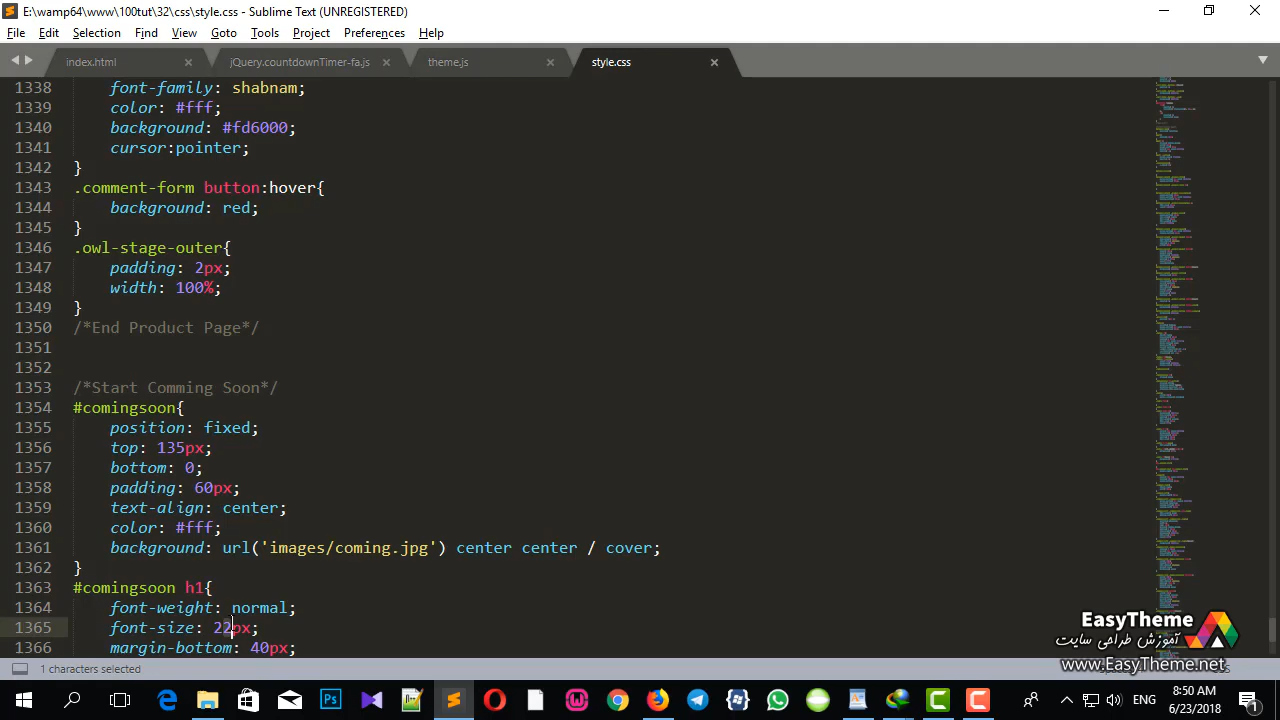 E:\wamp64\www\100tut\32\css\style.css - Sublime Text (UNREGISTERED)
File Edit Selection Find View Goto Tools Project Preferences Help
index.html jQuery.countdownTimer-fa.js theme.js style.css
1338 font-family: shabnam;
1339 color: #fff;
1340 background: #fd6000;
1341 cursor:pointer;
1342 }
1343 .comment-form button:hover{
1344 background: red;
1345 }
1346 .owl-stage-outer{
1347 padding: 2px;
1348 width: 100%;
1349 }
1350 /*End Product Page*/
1351
1352
1353 /*Start Comming Soon*/
1354 #comingsoon{
1355 position: fixed;
1356 top: 135px;
1357 bottom: 0;
1358 padding: 60px;
1359 text-align: center;
1360 color: #fff;
1361 background: url('images/coming.jpg') center center / cover;
1362 }
1363 #comingsoon h1{
1364 font-weight: normal;
1365 font-size: 22px;
1366 margin-bottom: 40px;
EasyTheme
آموزش طراحی سایت
www.EasyTheme.net
1 characters selected
ENG
8:50 AM
6/23/2018
1